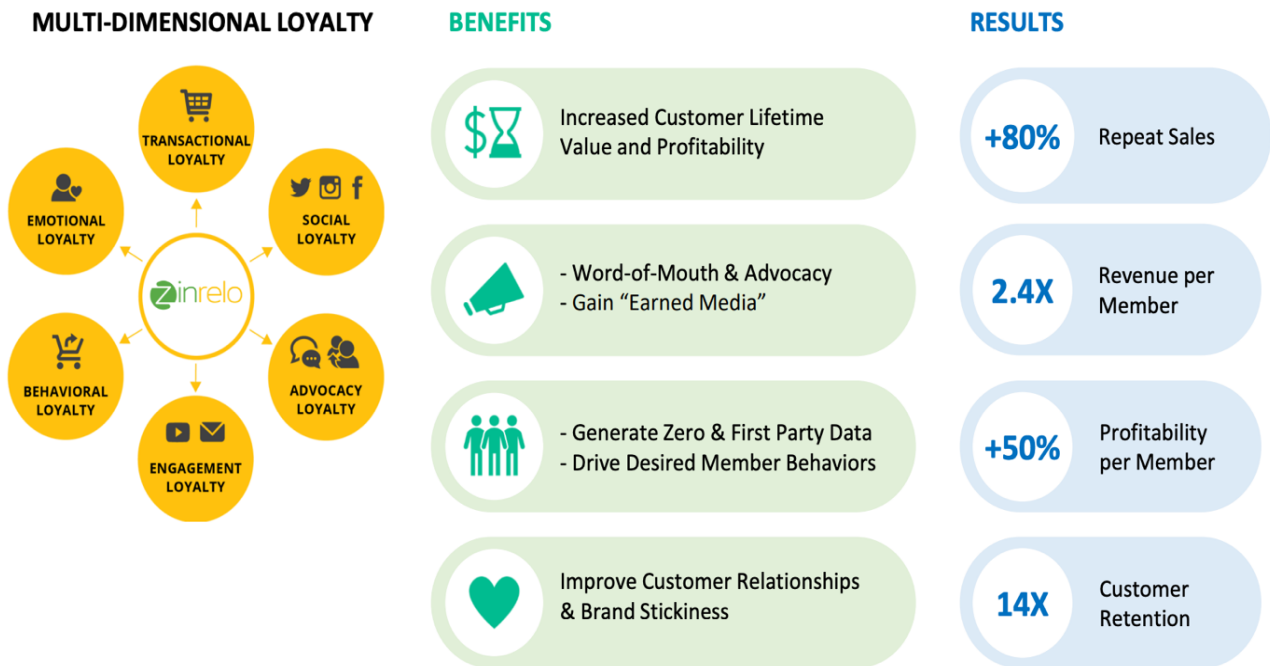 MULTI-DIMENSIONAL LOYALTY
TRANSACTIONAL
LOYALTY
EMOTIONAL
LOYALTY
SOCIAL
LOYALTY
zinrelo
BEHAVIORAL
LOYALTY
ADVOCACY
LOYALTY
ENGAGEMENT
LOYALTY
BENEFITS
$
Increased Customer Lifetime
Value and Profitability
- Word-of-Mouth & Advocacy
- Gain “Earned Media”
- Generate Zero & First Party Data
- Drive Desired Member Behaviors
Improve Customer Relationships
& Brand Stickiness
RESULTS
+80%
Repeat Sales
2.4X
Revenue per
Member
+50%
Profitability
per Member
14X
Customer
Retention